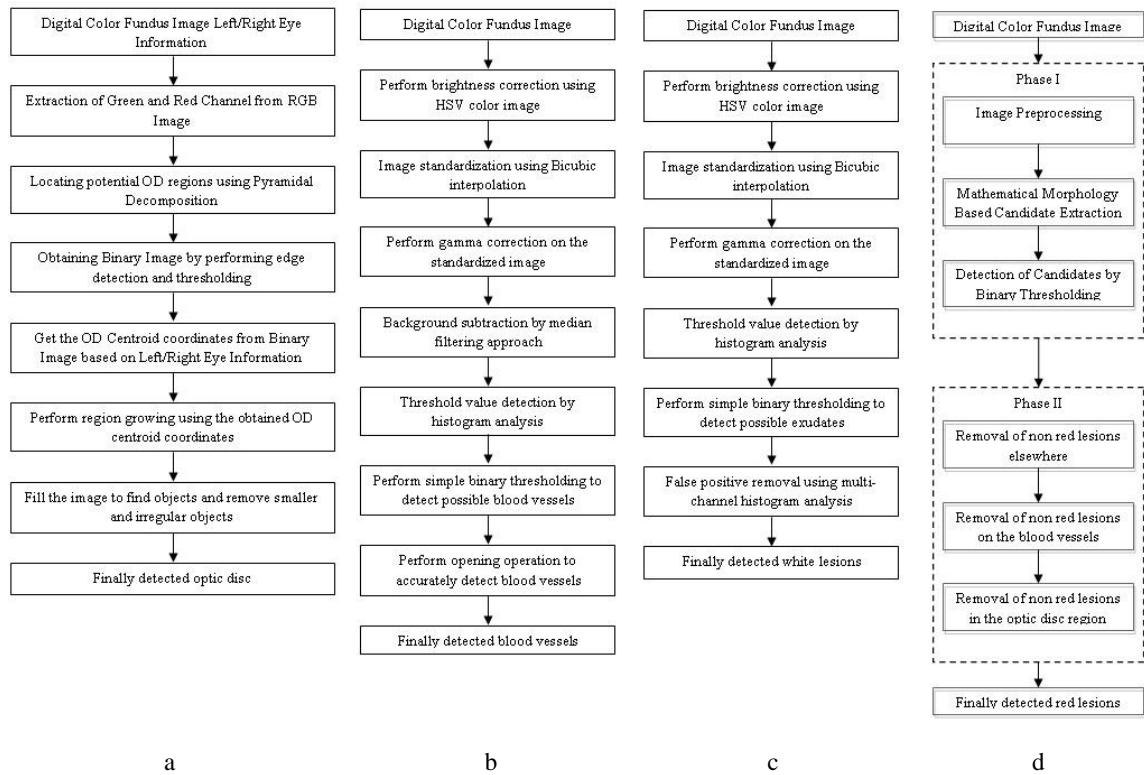 Digital Color Fundus Image Left/Right Eye
Information
Extraction of Green and Red Channel from RGB
Image
Locating potential OD regions using Pyramidal
Decomposition
Obtaining Binary Image by performing edge
detection and thresholding
Get the OD Centroid coordinates from Binary
Image based on Left/Right Eye Information
Perform region growing using the obtained OD
centroid coordinates
Fill the image to find objects and remove smaller
and irregular objects
Finally detected optic disc
a
Digital Color Fundus Image
Perform brightness correction using
HSV color image
Image standardization using Bicubic
interpolation
Perform gamma correction on the
standardized image
Background subtraction by median
filtering approach
Threshold value detection by
histogram analysis
Perform simple binary thresholding to
detect possible blood vessels
Perform opening operation to
accurately detect blood vessels
Finally detected blood vessels
b
Digital Color Fundus Image
Perform brightness correction using
HSV color image
Image standardization using Bicubic
interpolation
Perform gamma correction on the
standardized image
Threshold value detection by
histogram analysis
Perform simple binary thresholding to
detect possible exudates
False positive removal using multi-
channel histogram analysis
Finally detected white lesions
c
Digital Color Fundus Image
Phase I
Image Preprocessing
Mathematical Morphology
Based Candidate Extraction
Detection of Candidates by
Binary Thresholding
Phase II
Removal of non red lesions
elsewhere
Removal of non red lesions
on the blood vessels
Removal of non red lesions
in the optic disc region
Finally detected red lesions
d